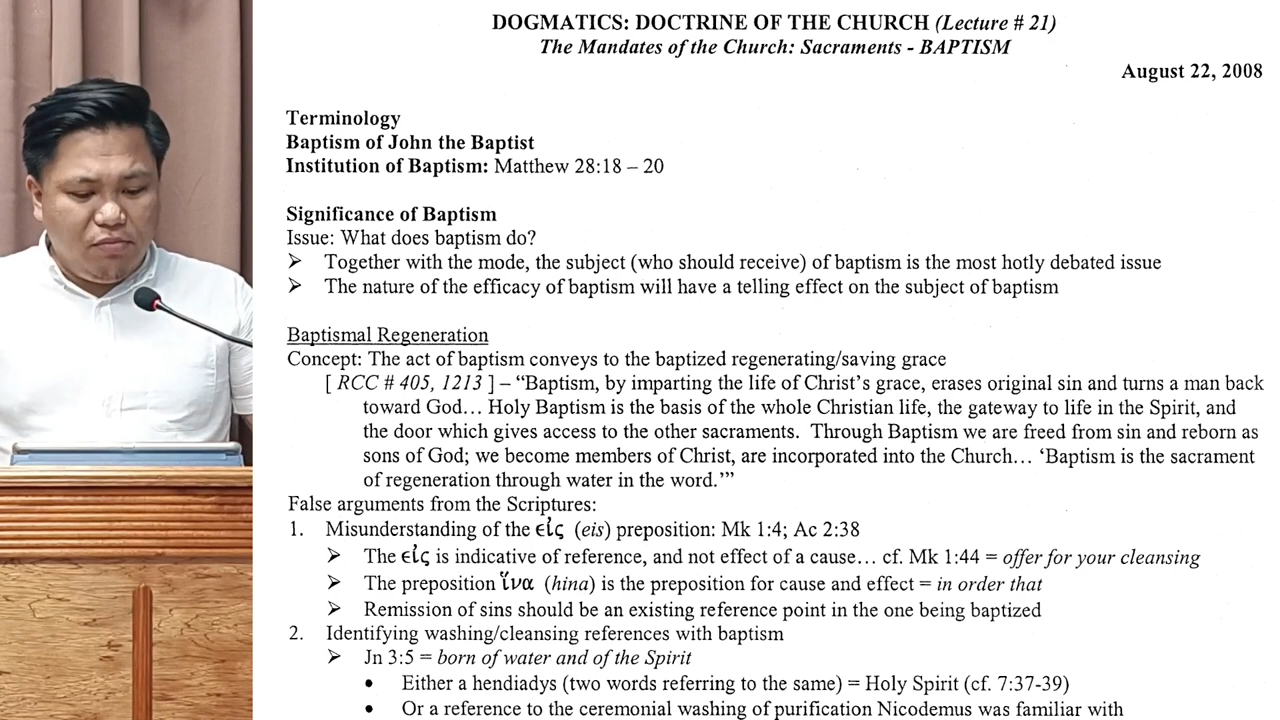 DOGMATICS: DOCTRINE OF THE CHURCH (Lecture # 21)
The Mandates of the Church: Sacraments - BAPTISM
August 22, 2008
Terminology
Baptism of John the Baptist
Institution of Baptism: Matthew 28:18 – 20
Significance of Baptism
Issue: What does baptism do?
➢ Together with the mode, the subject (who should receive) of baptism is the most hotly debated issue
➢ The nature of the efficacy of baptism will have a telling effect on the subject of baptism
Baptismal Regeneration
Concept: The act of baptism conveys to the baptized regenerating/saving grace
[ RCC # 405, 1213 ] – “Baptism, by imparting the life of Christ’s grace, erases original sin and turns a man back
toward God… Holy Baptism is the basis of the whole Christian life, the gateway to life in the Spirit, and
the door which gives access to the other sacraments. Through Baptism we are freed from sin and reborn as
sons of God; we become members of Christ, are incorporated into the Church… ‘Baptism is the sacrament
of regeneration through water in the word.’”
False arguments from the Scriptures:
1. Misunderstanding of the εἰς (eis) preposition: Mk 1:4; Ac 2:38
➢ The εἰς is indicative of reference, and not effect of a cause… cf. Mk 1:44 = offer for your cleansing
➢ The preposition ἵνα (hina) is the preposition for cause and effect = in order that
➢ Remission of sins should be an existing reference point in the one being baptized
2. Identifying washing/cleansing references with baptism
➢ Jn 3:5 = born of water and of the Spirit
• Either a hendiadys (two words referring to the same) = Holy Spirit (cf. 7:37-39)
• Or a reference to the ceremonial washing of purification Nicodemus was familiar with